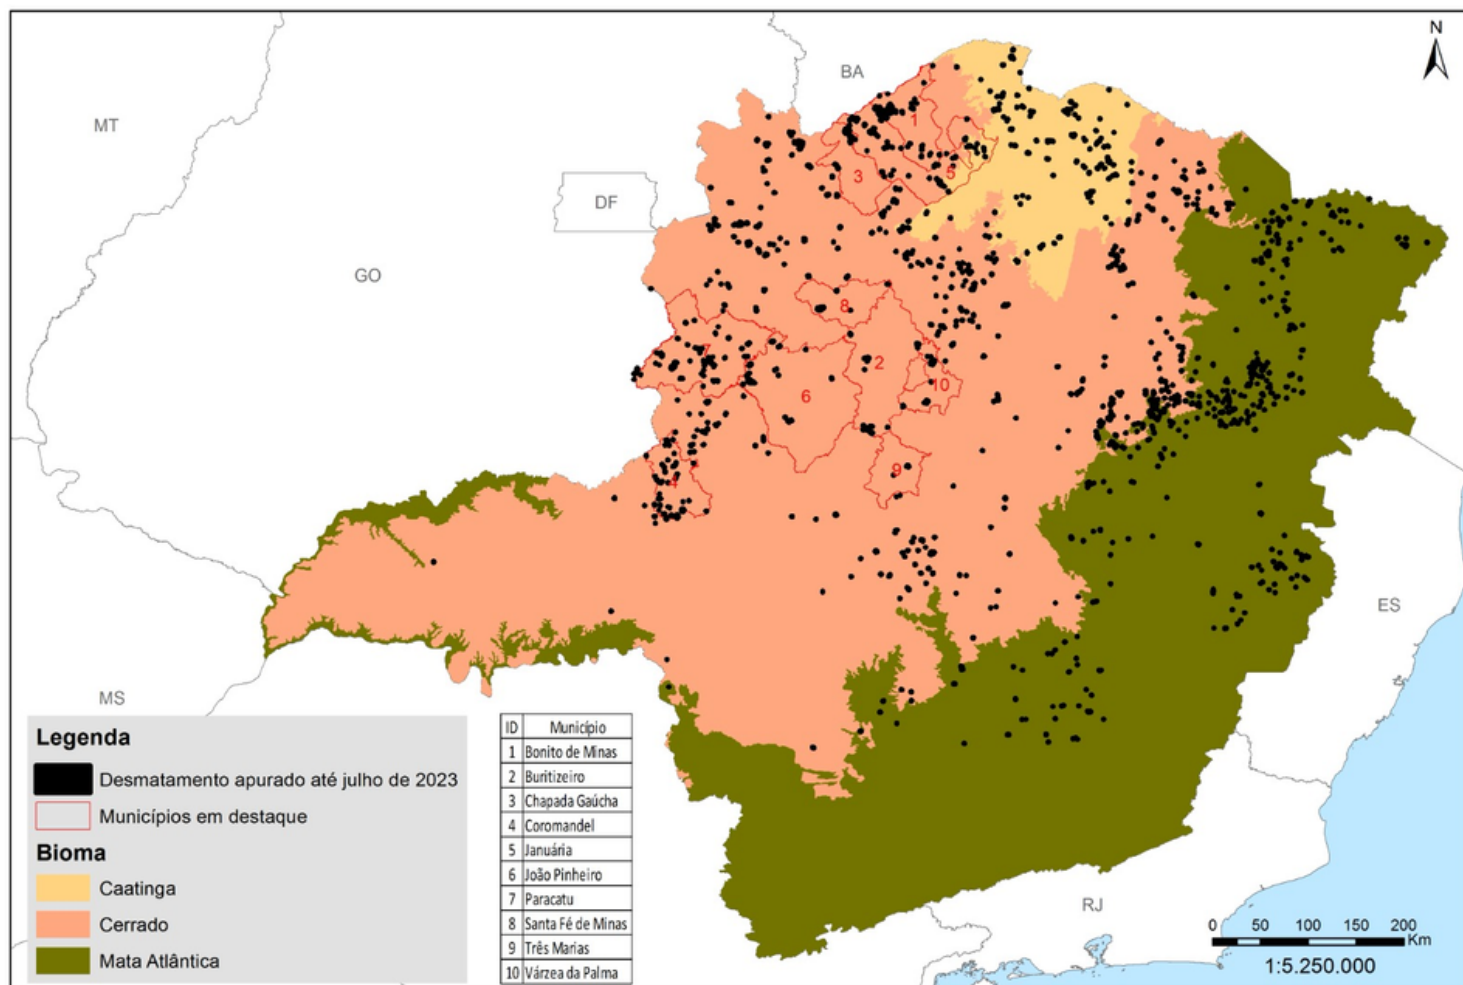 N
BA
MT
1
3
5
DF
GO
8
7
2
10
6
9
4
ES
MS
Legenda
Desmatamento apurado até julho de 2023
Municípios em destaque
Bioma
Caatinga
Cerrado
Mata Atlântica
ID Município
1 Bonito de Minas
2 Buritizeiro
3 Chapada Gaúcha
4 Coromandel
5 Januária
6 João Pinheiro
7 Paracatu
8 Santa Fé de Minas
9 Três Marias
10 Várzea da Palma
RJ
0 50 100 150 200
Km
1:5.250.000